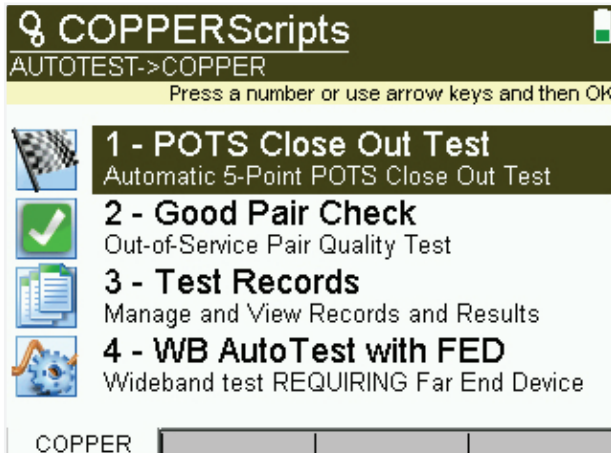 COPPERScripts
AUTOTEST->COPPER
Press a number or use arrow keys and then OK
1 - POTS Close Out Test
Automatic 5-Point POTS Close Out Test
2 - Good Pair Check
Out-of-Service Pair Quality Test
3 - Test Records
Manage and View Records and Results
4 - WB AutoTest with FED
Wideband test REQUIRING Far End Device
COPPER